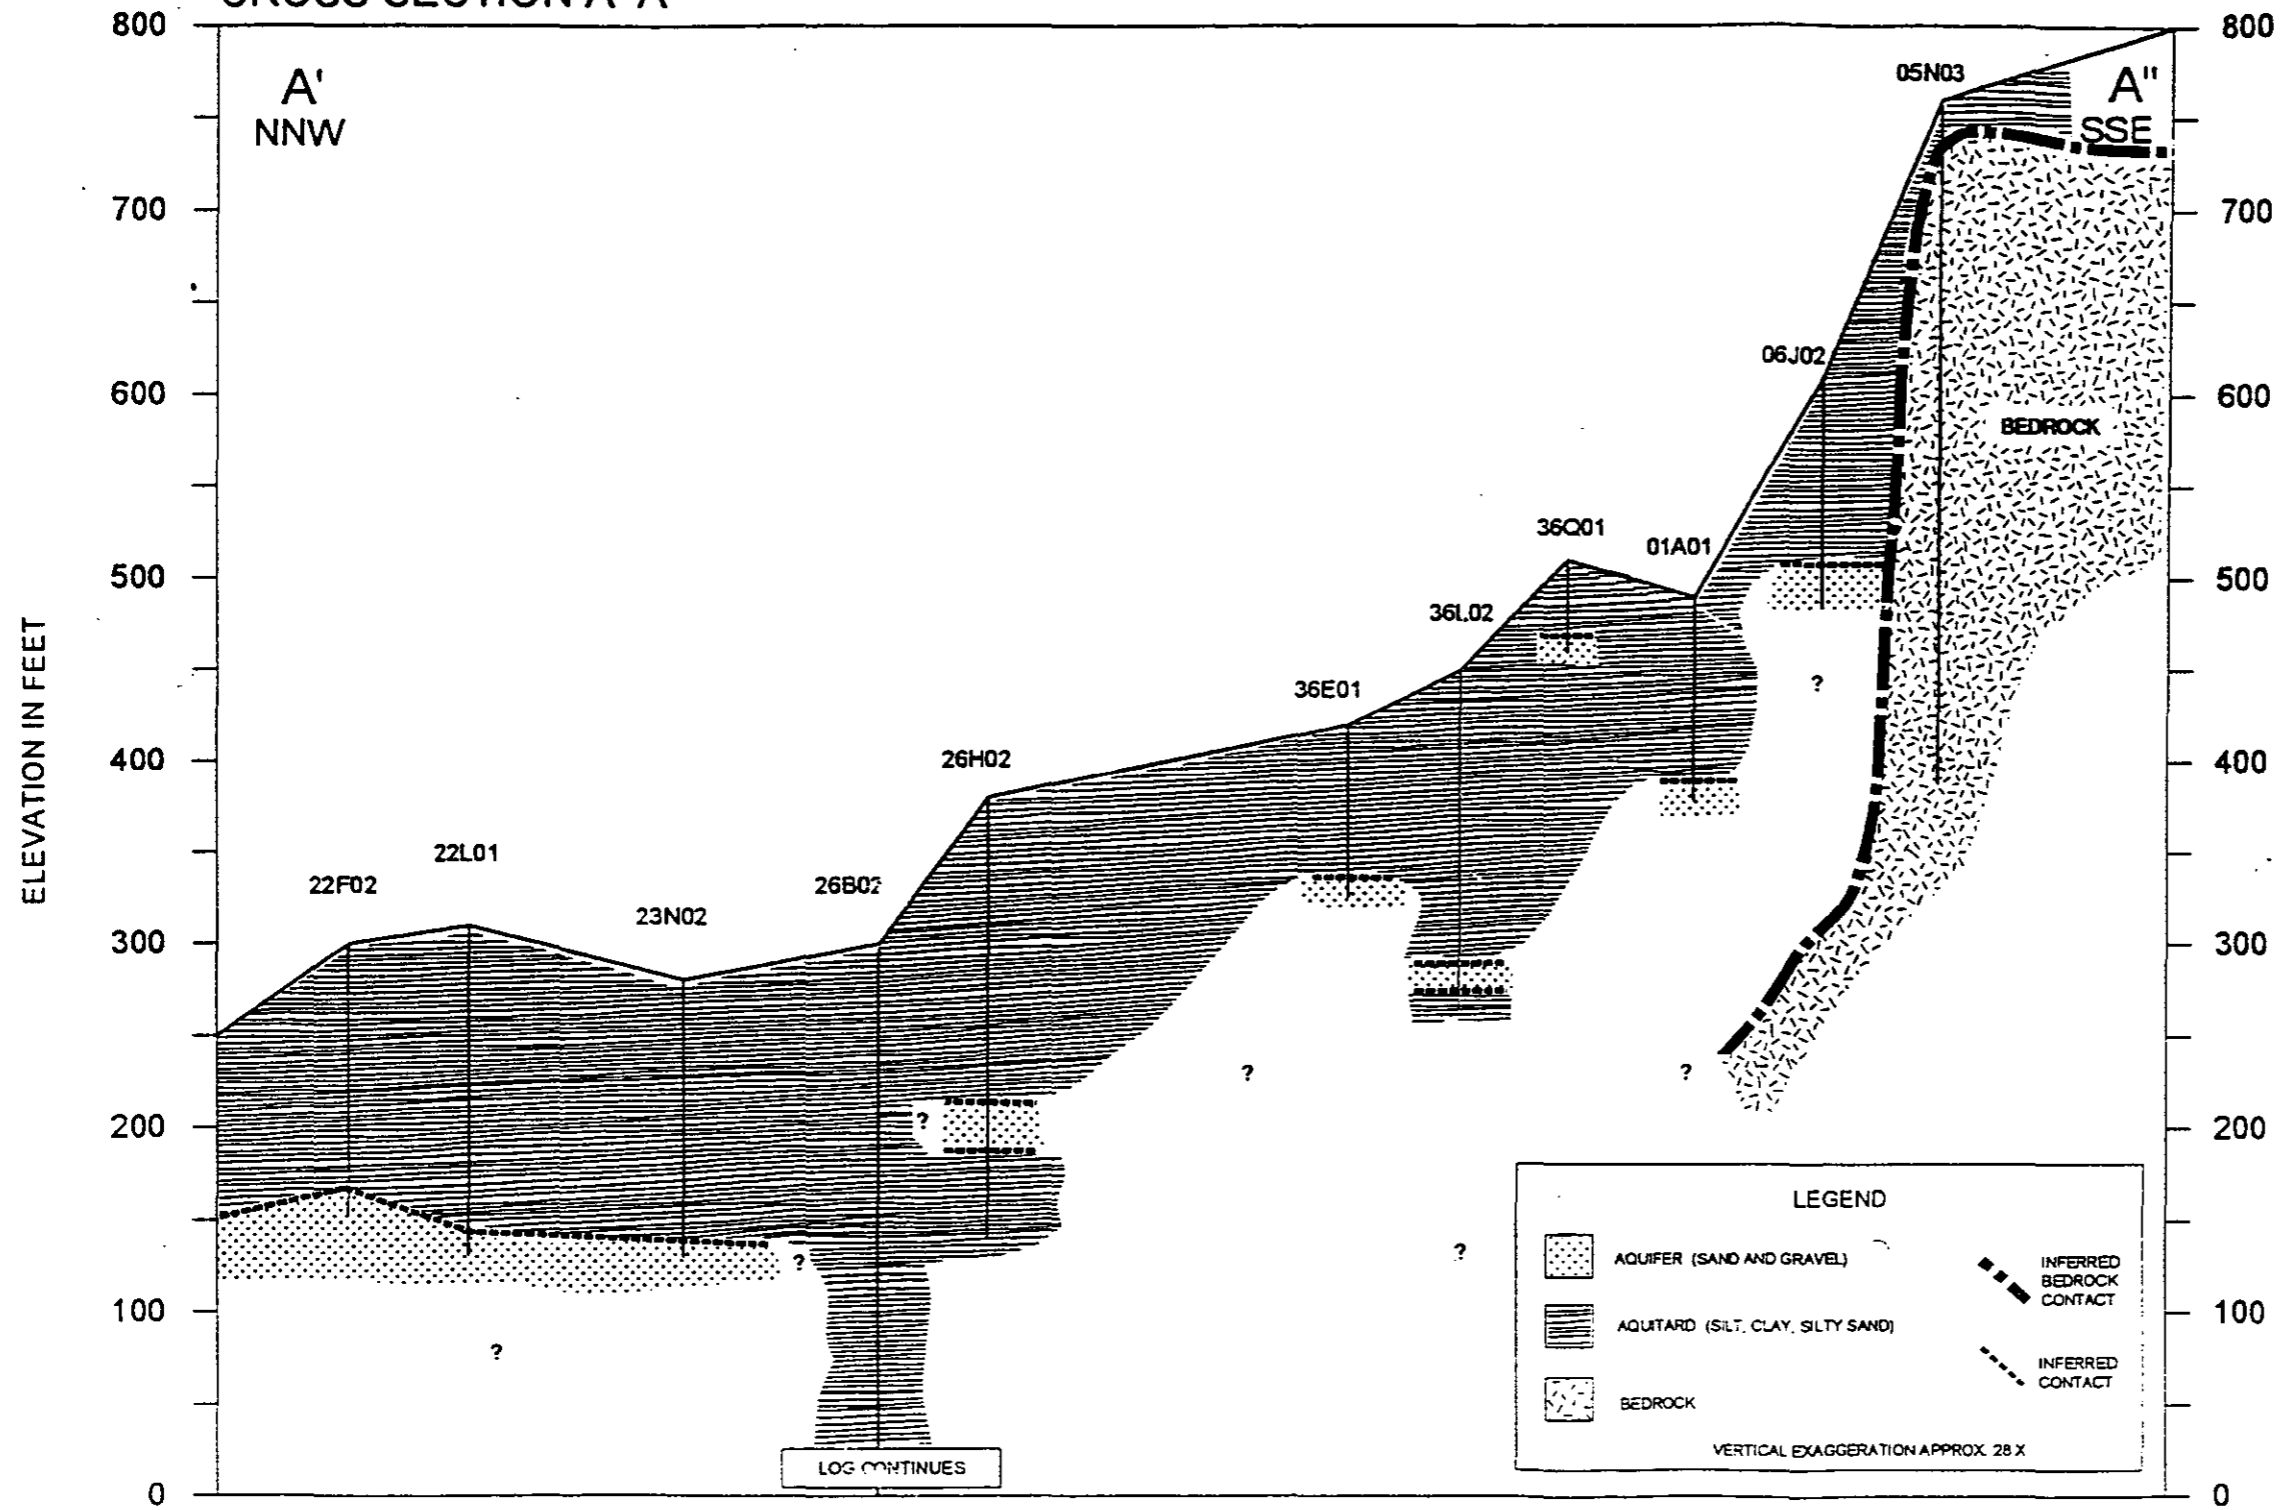 CROSS SECTION A' A"
800
700
600
500
400
300
200
100
0
ELEVATION IN FEET
A'
NNW
22F02
22L01
23N02
26B02
26H02
36E01
36L02
36Q01
01A01
06J02
05N03
A"
SSE
BEDROCK
?
?
?
?
?
?
?
LOG CONTINUES
LEGEND
AQUIFER (SAND AND GRAVEL)
AQUITARD (SILT, CLAY, SILTY SAND)
BEDROCK
INFERRED
BEDROCK
CONTACT
INFERRED
CONTACT
VERTICAL EXAGGERATION APPROX. 28 X
800
700
600
500
400
300
200
100
0